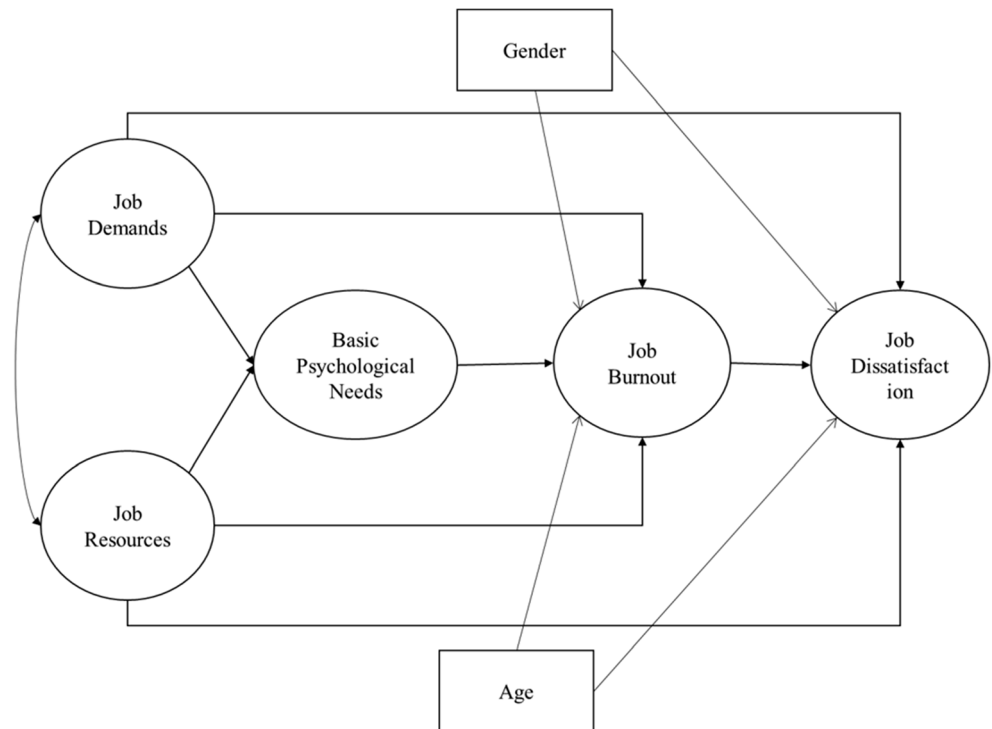 Gender
Job
Demands
Basic
Psychological
Needs
Job
Burnout
Job
Dissatisfact
ion
Job
Resources
Age